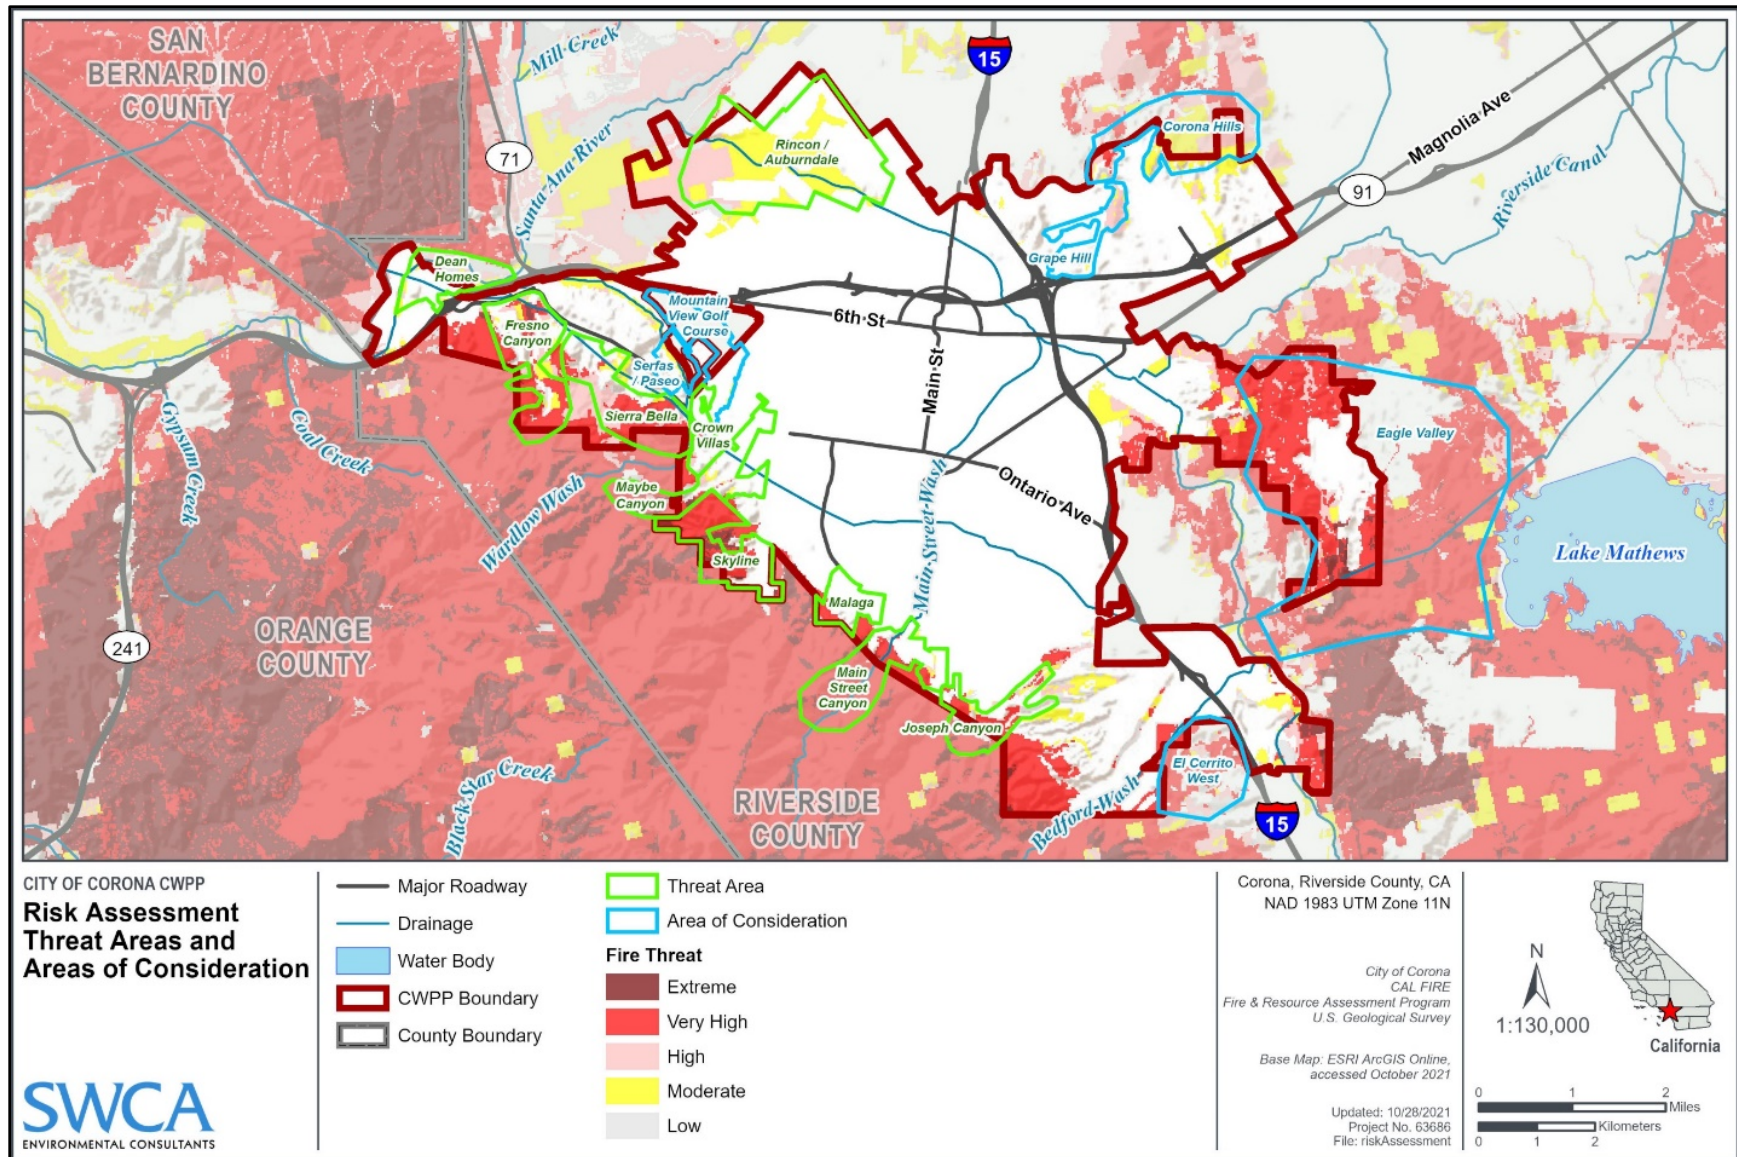 SAN
BERNARDINO
COUNTY
Mill Creek
15
71
Santa Ana River
Rincon /
Auburndale
Corona Hills
Magnolia Ave
91
Riverside Canal
Dean
Homes
Grape Hill
Mountain
View Golf
Course
6th St
Fresno
Canyon
Serfas
/ Paseo
Main St
Sierra Bella
Crown
Villas
Eagle Valley
Gypsum Creek
Coal Creek
Wardlow Wash
Maybe
Canyon
Ontario Ave
Main Street Wash
Skyline
Lake Mathews
Malaga
ORANGE
COUNTY
241
Main
Street
Canyon
Joseph Canyon
El Cerrito
West
Black Star Creek
RIVERSIDE
COUNTY
Bedford Wash
15
CITY OF CORONA CWPP
Risk Assessment
Threat Areas and
Areas of Consideration
SWCA
ENVIRONMENTAL CONSULTANTS
Major Roadway
Drainage
Water Body
CWPP Boundary
County Boundary
Threat Area
Area of Consideration
Fire Threat
Extreme
Very High
High
Moderate
Low
Corona, Riverside County, CA
NAD 1983 UTM Zone 11N
City of Corona
CAL FIRE
Fire & Resource Assessment Program
U.S. Geological Survey
Base Map: ESRI ArcGIS Online,
accessed October 2021
Updated: 10/28/2021
Project No. 63686
File: riskAssessment
N
1:130,000
California
0 1 2
Miles
Kilometers
0 1 2